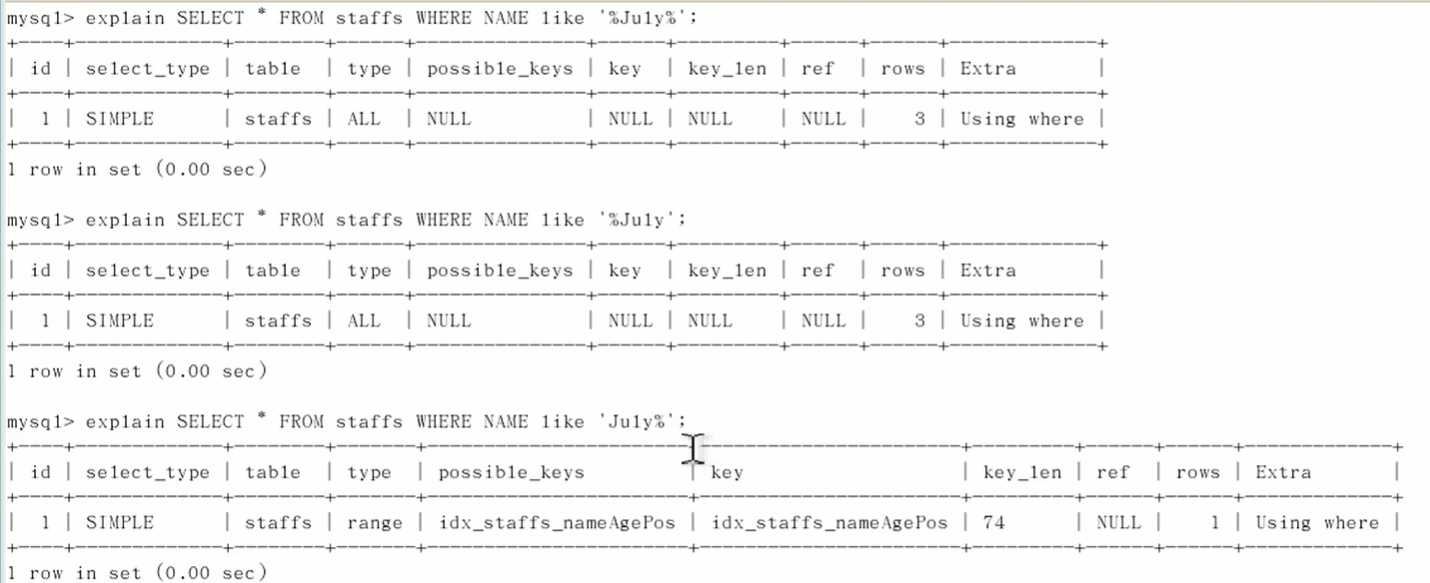 mysql> explain SELECT * FROM staffs WHERE NAME like '%July%';
+----+-------------+--------+------+---------------+------+---------+------+------+-------------+
| id | select_type | table  | type | possible_keys | key  | key_len | ref  | rows | Extra       |
+----+-------------+--------+------+---------------+------+---------+------+------+-------------+
|  1 | SIMPLE      | staffs | ALL  | NULL          | NULL | NULL    | NULL |    3 | Using where |
+----+-------------+--------+------+---------------+------+---------+------+------+-------------+
1 row in set (0.00 sec)
mysql> explain SELECT * FROM staffs WHERE NAME like '%July';
+----+-------------+--------+------+---------------+------+---------+------+------+-------------+
| id | select_type | table  | type | possible_keys | key  | key_len | ref  | rows | Extra       |
+----+-------------+--------+------+---------------+------+---------+------+------+-------------+
|  1 | SIMPLE      | staffs | ALL  | NULL          | NULL | NULL    | NULL |    3 | Using where |
+----+-------------+--------+------+---------------+------+---------+------+------+-------------+
1 row in set (0.00 sec)
mysql> explain SELECT * FROM staffs WHERE NAME like 'July%';
+----+-------------+--------+-------+-----------------------+-----------------------+---------+------+------+-------------+
| id | select_type | table  | type  | possible_keys         | key                   | key_len | ref  | rows | Extra       |
+----+-------------+--------+-------+-----------------------+-----------------------+---------+------+------+-------------+
|  1 | SIMPLE      | staffs | range | idx_staffs_nameAgePos | idx_staffs_nameAgePos | 74      | NULL |    1 | Using where |
+----+-------------+--------+-------+-----------------------+-----------------------+---------+------+------+-------------+
1 row in set (0.00 sec)